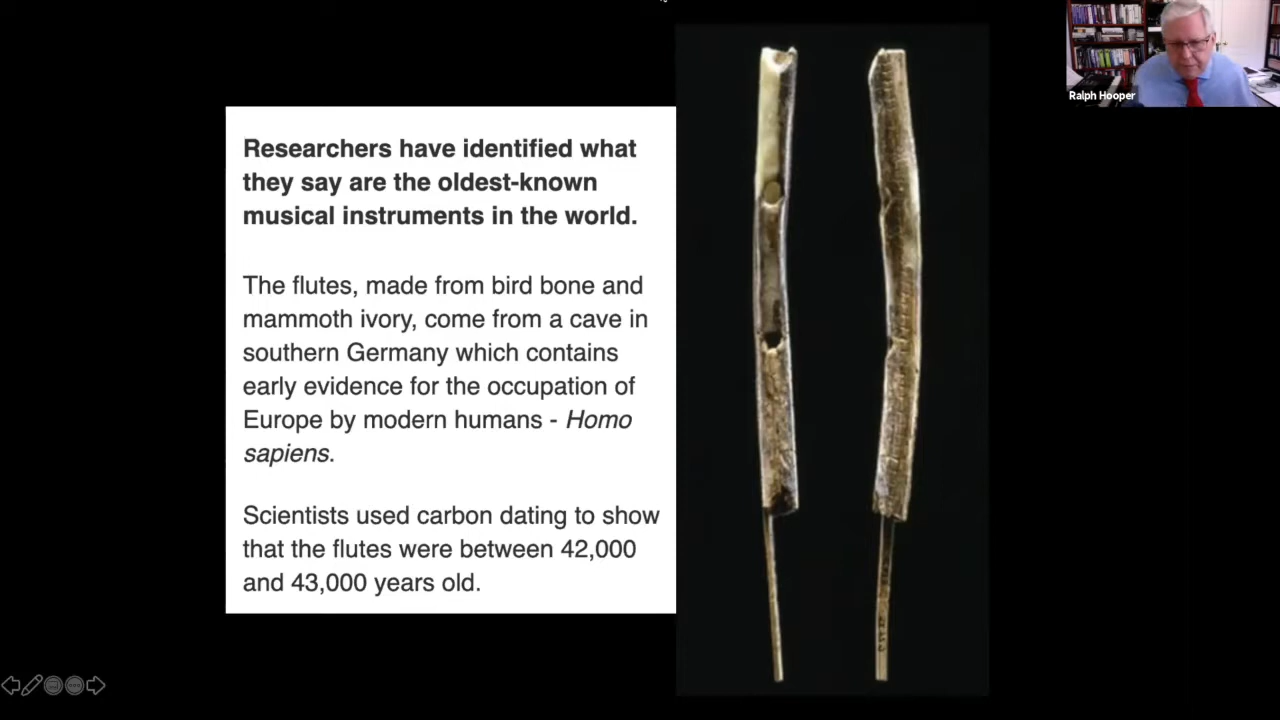 Ralph Hooper
Researchers have identified what
they say are the oldest-known
musical instruments in the world.
The flutes, made from bird bone and
mammoth ivory, come from a cave in
southern Germany which contains
early evidence for the occupation of
Europe by modern humans - Homo
sapiens.
Scientists used carbon dating to show
that the flutes were between 42,000
and 43,000 years old.